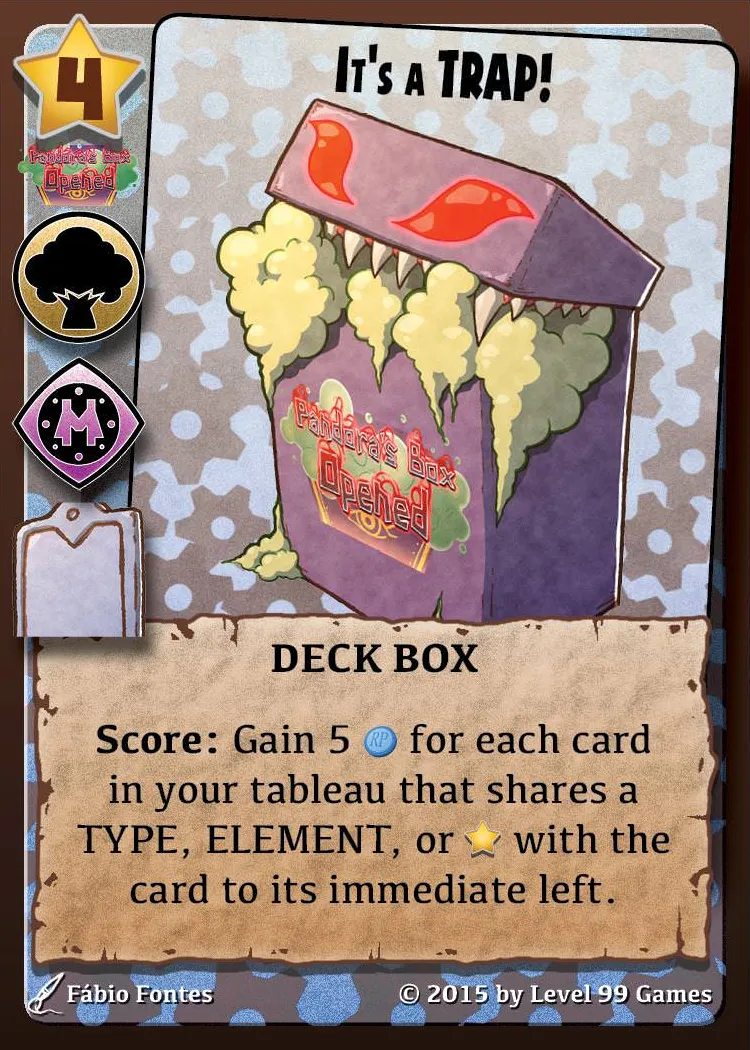 4
It's a TRAP!
Pandora's Box
Opened
M
Pandora's Box
Opened
DECK BOX
Score: Gain 5 RP for each card
in your tableau that shares a
TYPE, ELEMENT, or with the
card to its immediate left.
Fábio Fontes
© 2015 by Level 99 Games